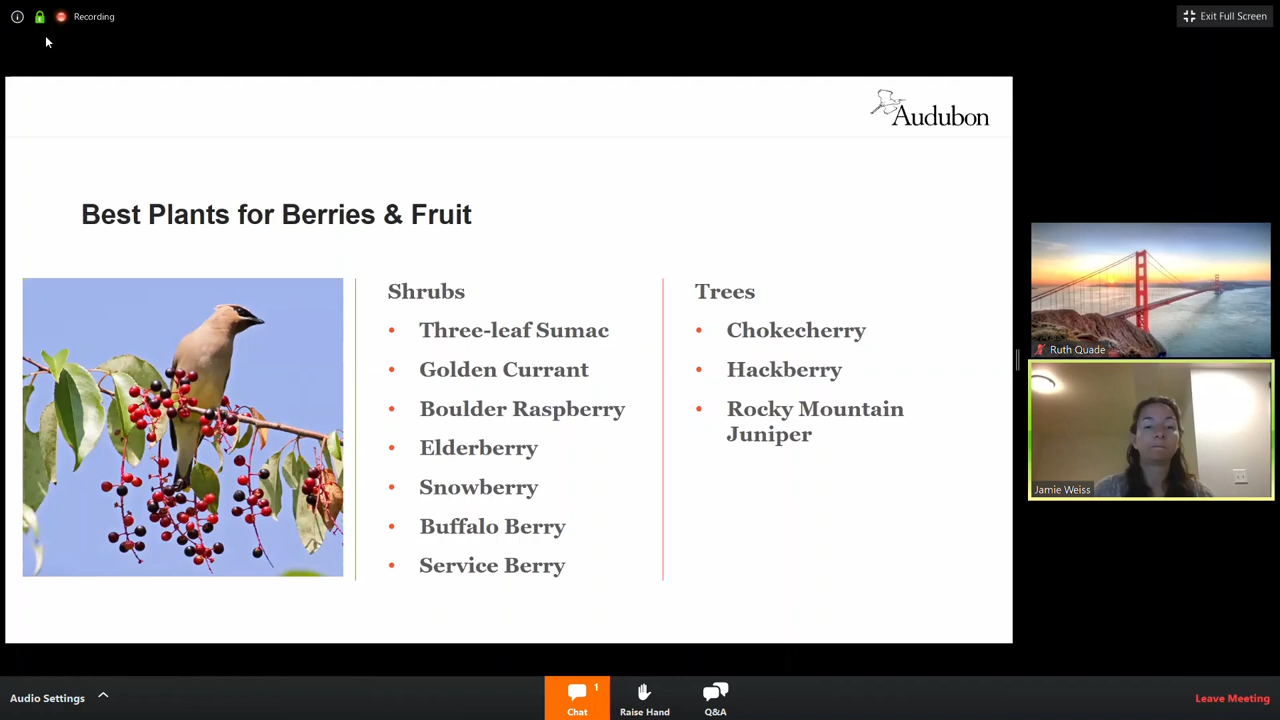 Recording
Exit Full Screen
Audubon
Best Plants for Berries & Fruit
Shrubs
• Three-leaf Sumac
• Golden Currant
• Boulder Raspberry
• Elderberry
• Snowberry
• Buffalo Berry
• Service Berry
Trees
• Chokecherry
• Hackberry
• Rocky Mountain
Juniper
Ruth Quade
Jamie Weiss
Audio Settings
1
Chat
Raise Hand
Q&A
Leave Meeting